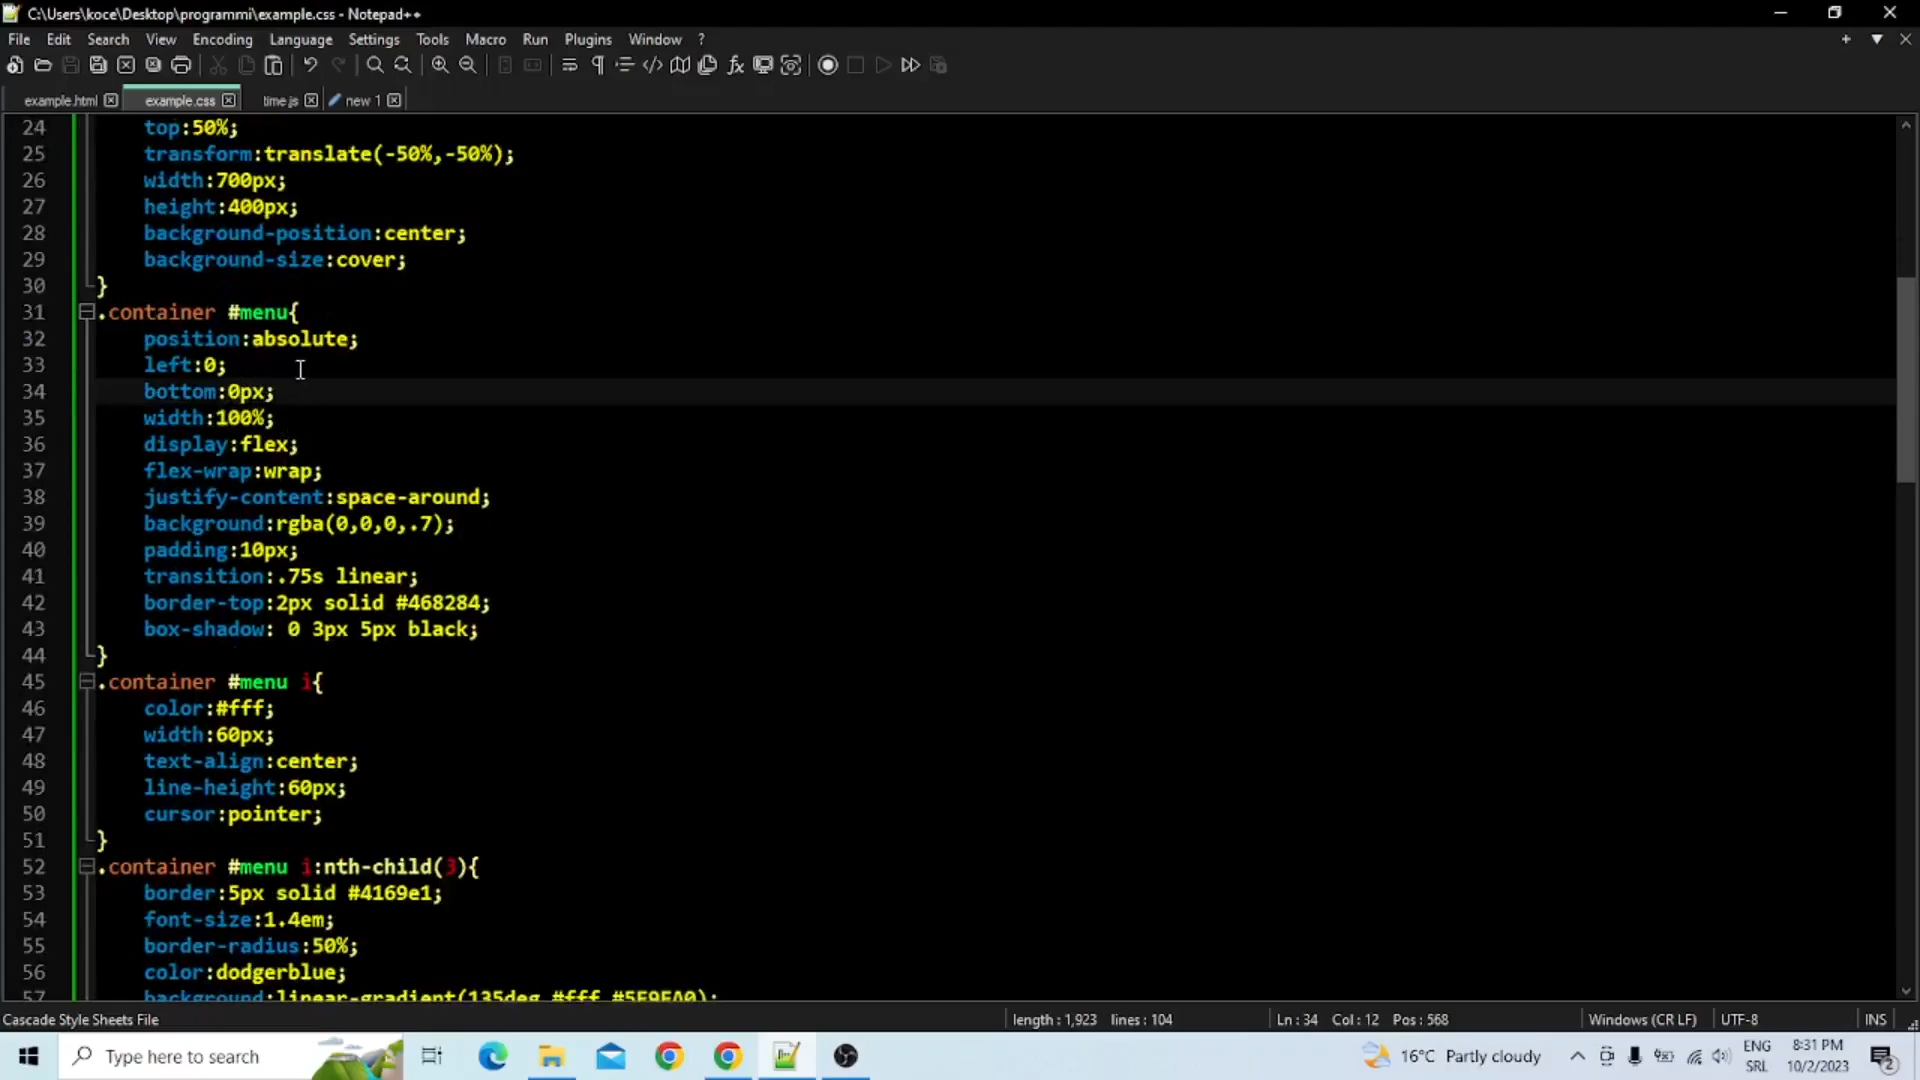 C:\Users\koce\Desktop\programmi\example.css - Notepad++
File Edit Search View Encoding Language Settings Tools Macro Run Plugins Window ?
example.html example.css time.js new 1
24 top:50%;
25 transform:translate(-50%,-50%);
26 width:700px;
27 height:400px;
28 background-position:center;
29 background-size:cover;
30 }
31 .container #menu{
32 position:absolute;
33 left:0;
34 bottom:0px;
35 width:100%;
36 display:flex;
37 flex-wrap:wrap;
38 justify-content:space-around;
39 background:rgba(0,0,0,.7);
40 padding:10px;
41 transition:.75s linear;
42 border-top:2px solid #468284;
43 box-shadow: 0 3px 5px black;
44 }
45 .container #menu i{
46 color:#fff;
47 width:60px;
48 text-align:center;
49 line-height:60px;
50 cursor:pointer;
51 }
52 .container #menu i:nth-child(3){
53 border:5px solid #4169e1;
54 font-size:1.4em;
55 border-radius:50%;
56 color:dodgerblue;
57 background:linear-gradient(135deg,#fff,#5F9EA0);
Cascade Style Sheets File length : 1,923 lines : 104 Ln : 34 Col : 12 Pos : 568 Windows (CR LF) UTF-8 INS
Type here to search 16°C Partly cloudy ENG SRL 8:31 PM 10/2/2023 2